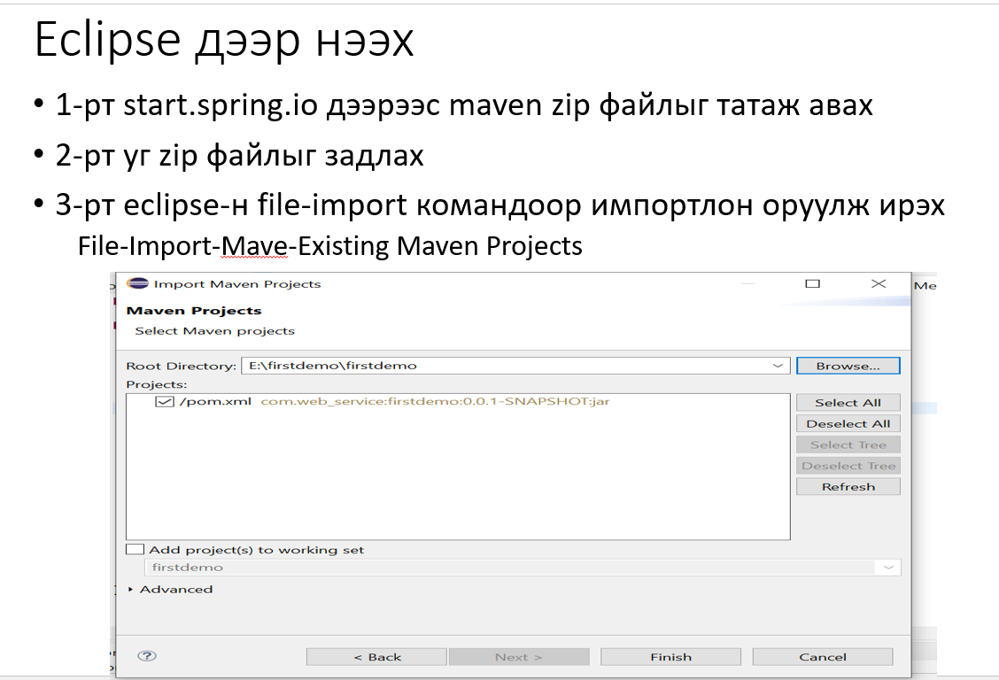 Eclipse дээр нээх
• 1-рт start.spring.io дээрээс maven zip файлыг татаж авах
• 2-рт уг zip файлыг задлах
• 3-рт eclipse-н file-import командоор импортлон оруулж ирэх
File-Import-Mave-Existing Maven Projects
Import Maven Projects
Me
Maven Projects
Select Maven projects
Root Directory: E:\firstdemo\firstdemo Browse...
Projects:
/pom.xml com.web_service:firstdemo:0.0.1-SNAPSHOT:jar
Select All
Deselect All
Select Tree
Deselect Tree
Refresh
Add project(s) to working set
firstdemo
Advanced
? < Back Next > Finish Cancel